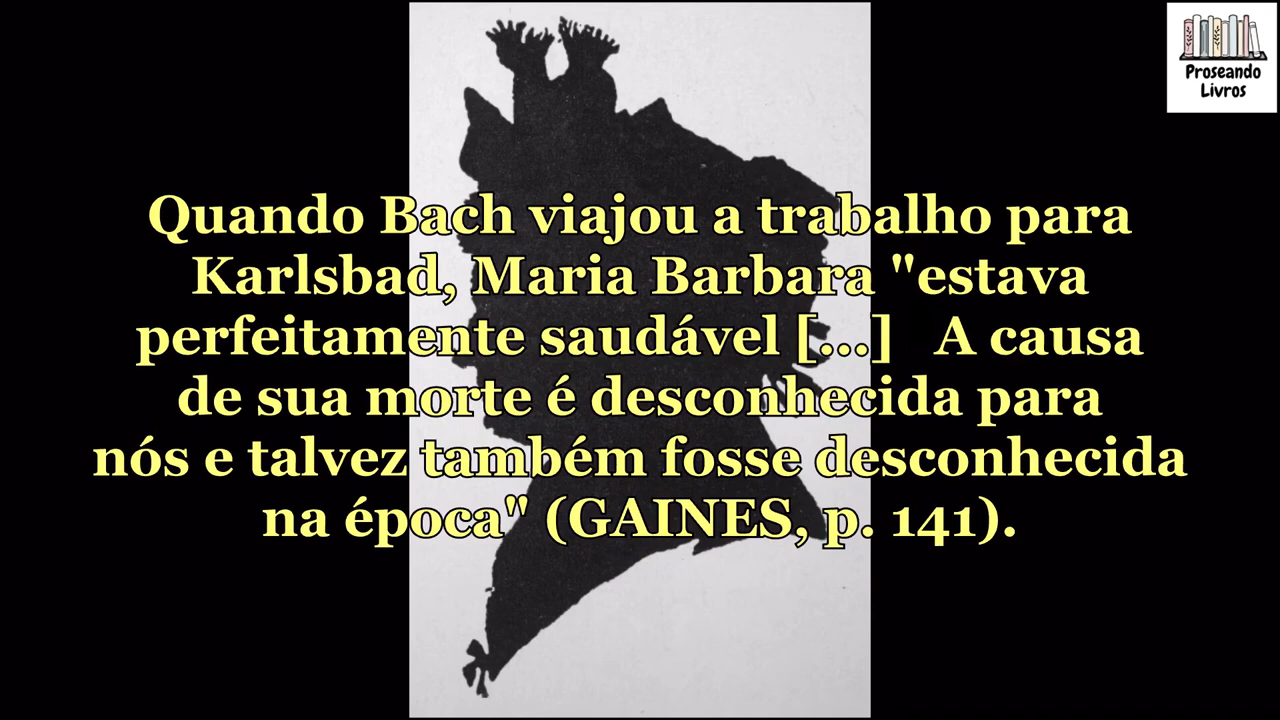 Proseando
Livros
Quando Bach viajou a trabalho para
Karlsbad, Maria Barbara "estava
perfeitamente saudável [...]   A causa
de sua morte é desconhecida para
nós e talvez também fosse desconhecida
na época" (GAINES, p. 141).